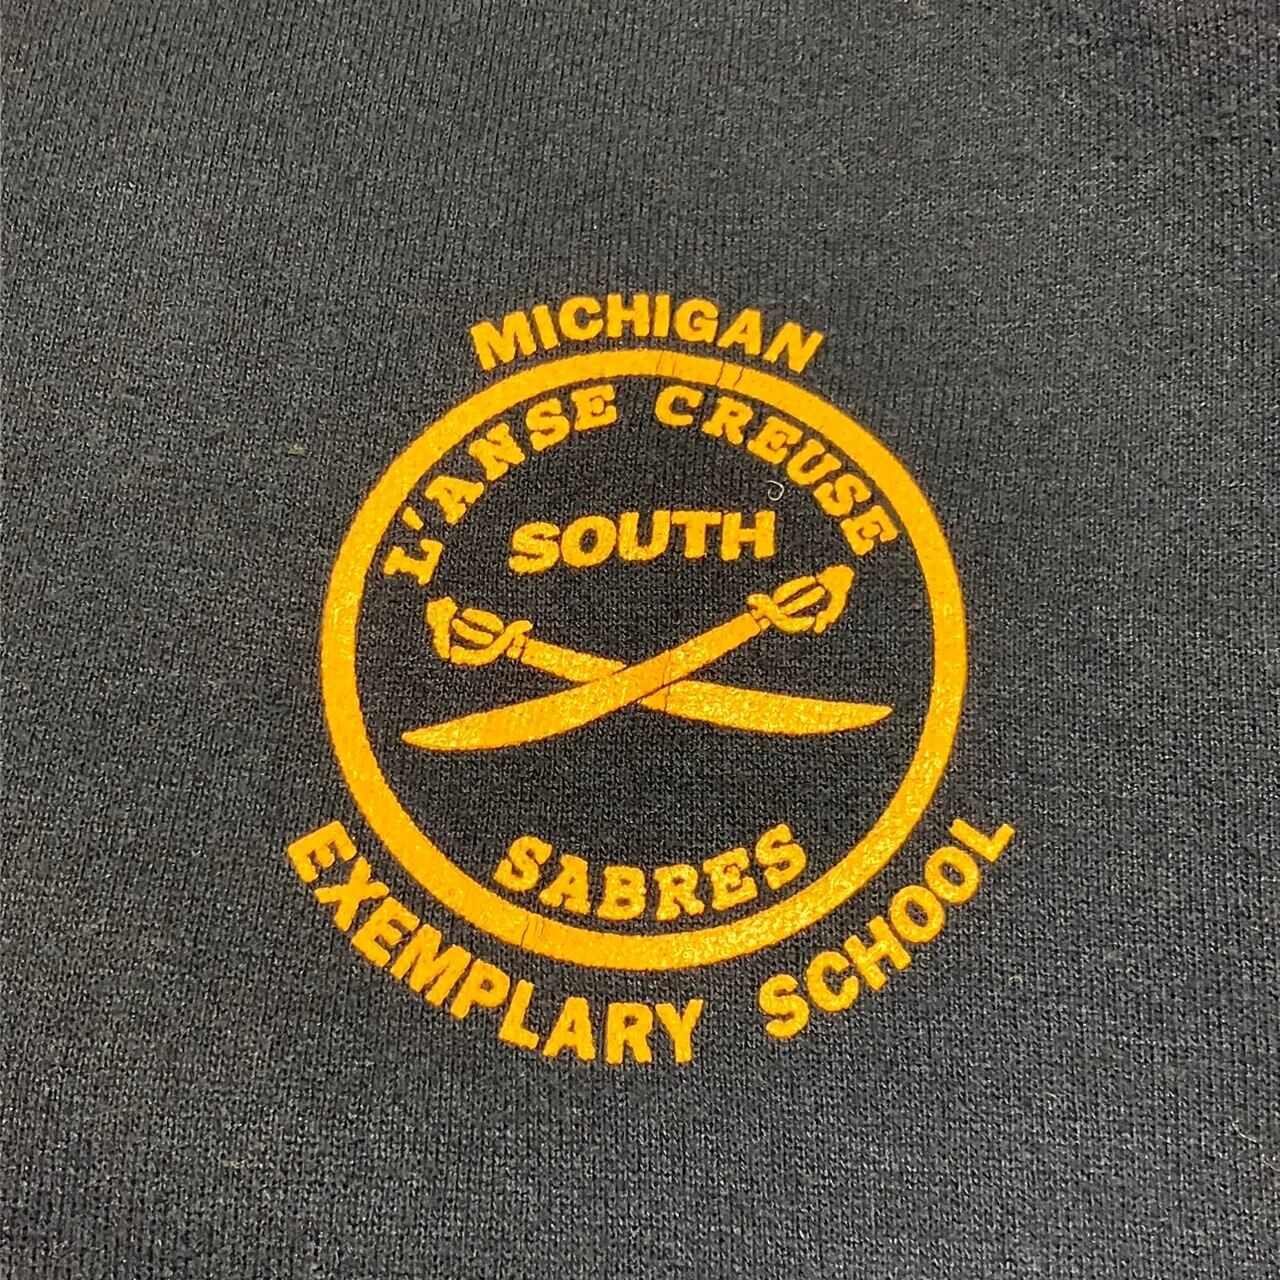 MICHIGAN
L'ANSE CREUSE
SOUTH
SABRES
EXEMPLARY SCHOOL